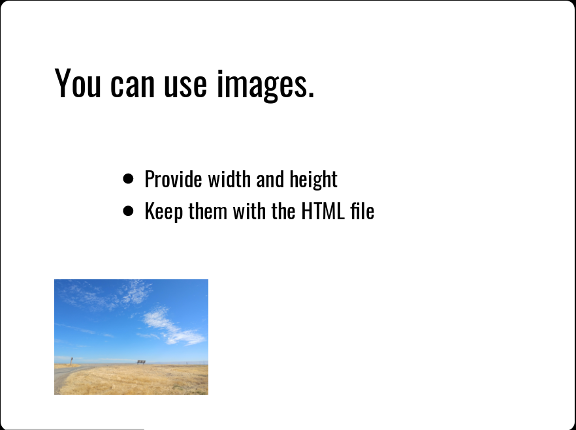 You can use images.
● Provide width and height
● Keep them with the HTML file